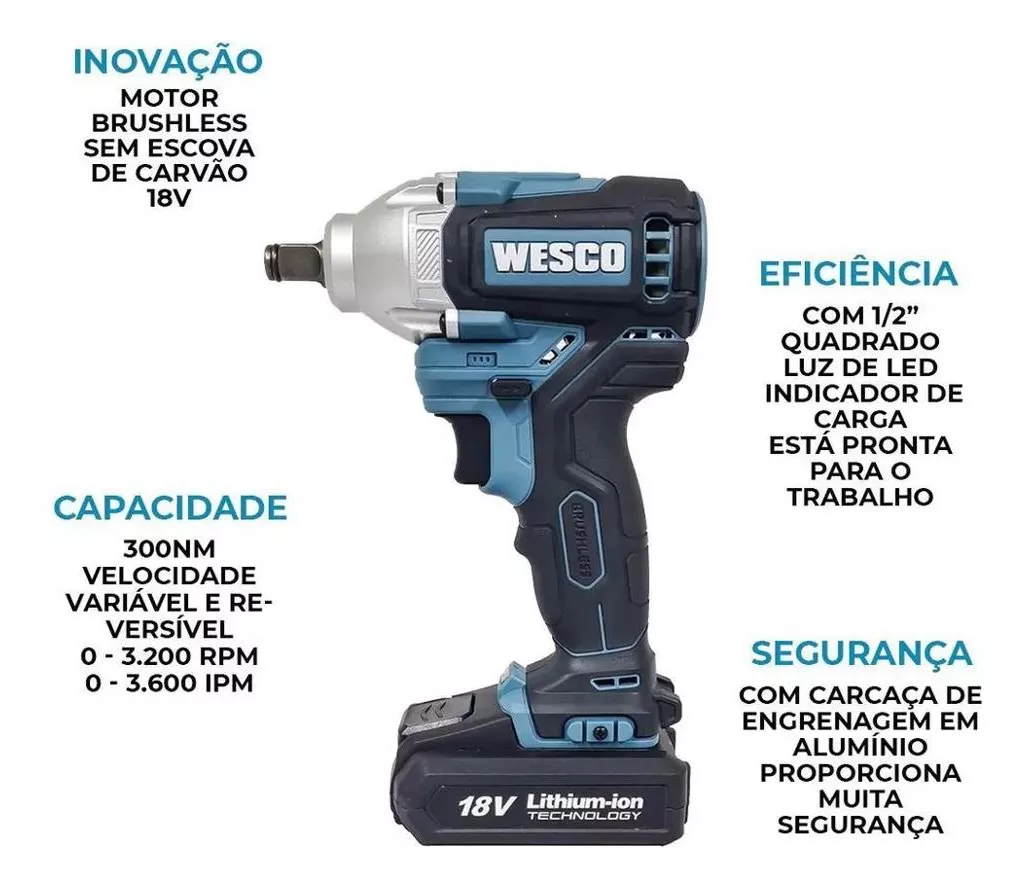 INOVAÇÃO
MOTOR
BRUSHLESS
SEM ESCOVA
DE CARVÃO
18V
WESCO
EFICIÊNCIA
COM 1/2”
QUADRADO
LUZ DE LED
INDICADOR DE
CARGA
ESTÁ PRONTA
PARA O
TRABALHO
CAPACIDADE
300NM
VELOCIDADE
VARIÁVEL E RE-
VERSÍVEL
0 - 3.200 RPM
0 - 3.600 IPM
BRUSHLESS
SEGURANÇA
COM CARCAÇA DE
ENGRENAGEM EM
ALUMÍNIO
PROPORCIONA
MUITA
SEGURANÇA
18V Lithium-ion
TECHNOLOGY